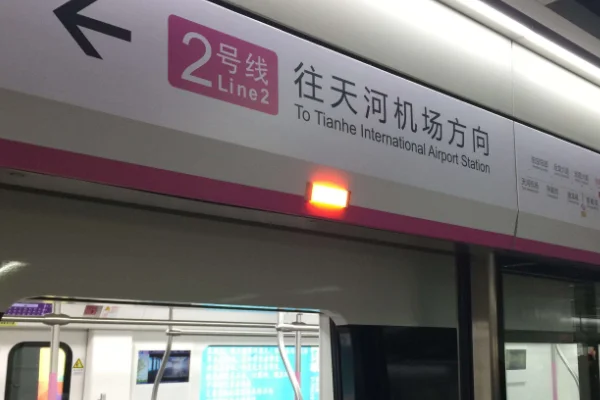 2号线
Line2
往天河机场方向
To Tianhe International Airport Station